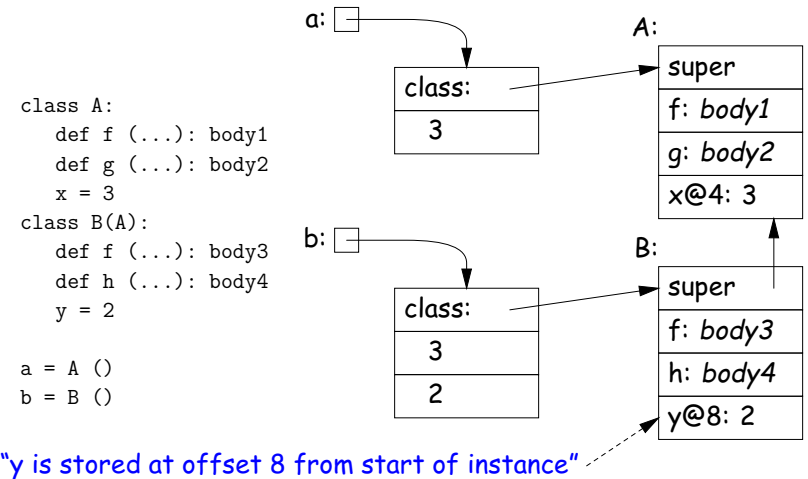 class A:
def f (...): body1
def g (...): body2
x = 3
class B(A):
def f (...): body3
def h (...): body4
y = 2
a = A ()
b = B ()
a:
class:
3
A:
super
f: body1
g: body2
x@4: 3
b:
class:
3
2
B:
super
f: body3
h: body4
y@8: 2
“y is stored at offset 8 from start of instance”